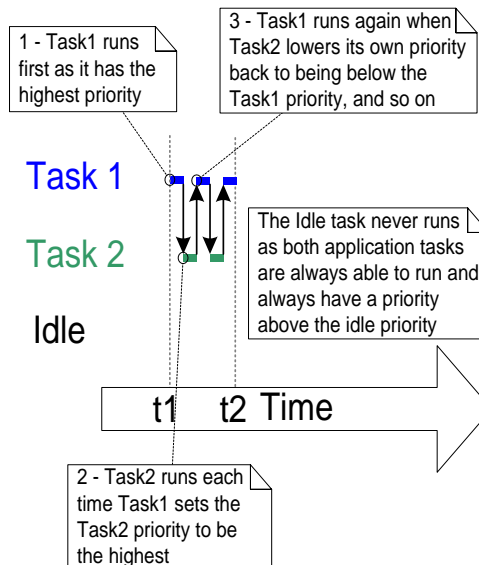 1 - Task1 runs
first as it has the
highest priority
3 - Task1 runs again when
Task2 lowers its own priority
back to being below the
Task1 priority, and so on
Task 1
Task 2
Idle
The Idle task never runs
as both application tasks
are always able to run and
always have a priority
above the idle priority
t1 t2 Time
2 - Task2 runs each
time Task1 sets the
Task2 priority to be
the highest